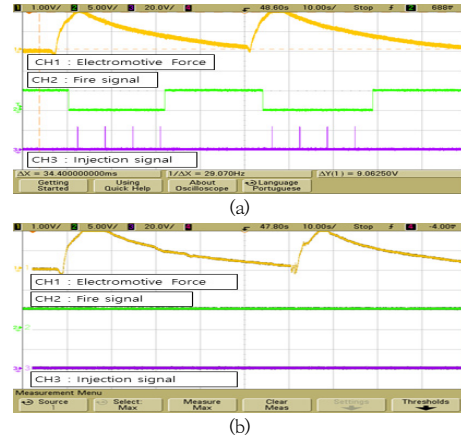 1 1.00V/ 2 5.00V/ 3 20.0V/ 4 48.60s 10.00s/ Stop 2 688▼
CH1 : Electromotive Force
CH2 : Fire signal
CH3 : Injection signal
ΔX = 34.400000000ms 1/ΔX = 29.070Hz ΔY(1) = 9.06250V
Getting Started Using Quick Help About Oscilloscope Language Portuguese
(a)
1 1.00V/ 2 5.00V/ 3 20.0V/ 4 47.80s 10.00s/ Stop 1 -4.00▼
CH1 : Electromotive Force
CH2 : Fire signal
CH3 : Injection signal
Measurement Menu
Source 1 Select: Max Measure Max Clear Meas Settings Thresholds
(b)